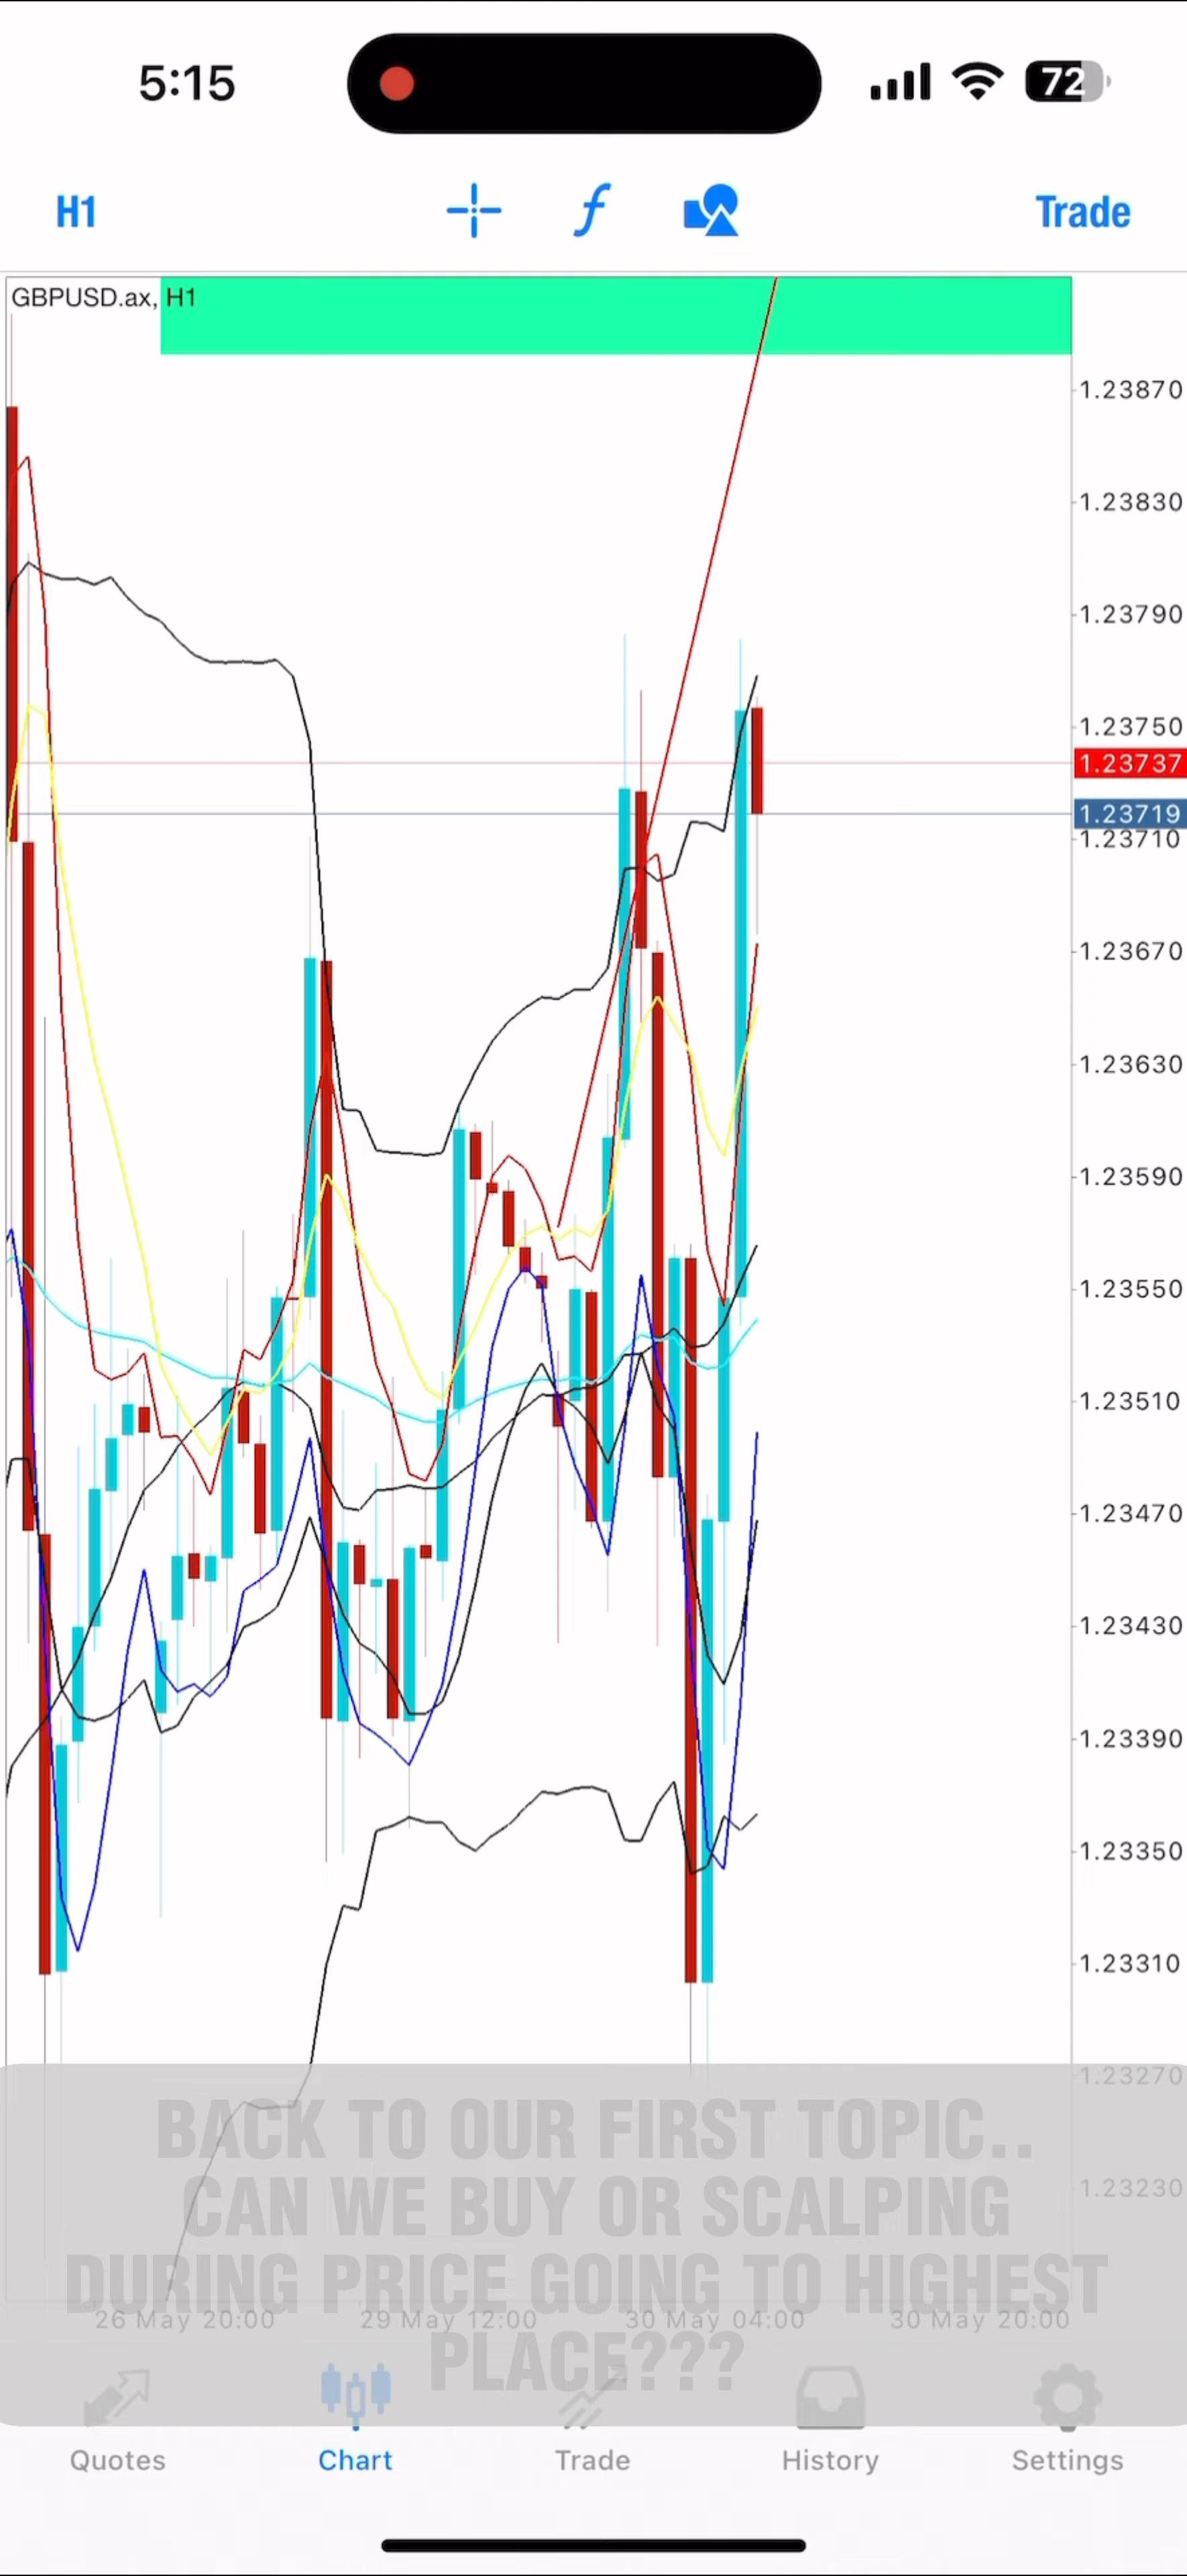 5:15
72
H1
f
Trade
GBPUSD.ax, H1
1.23870
1.23830
1.23790
1.23750
1.23737
1.23719
1.23710
1.23670
1.23630
1.23590
1.23550
1.23510
1.23470
1.23430
1.23390
1.23350
1.23310
1.23270
BACK TO OUR FIRST TOPIC..
CAN WE BUY OR SCALPING
1.23230
DURING PRICE GOING TO HIGHEST
26 May 20:00 29 May 12:00 30 May 04:00 30 May 20:00
PLACE???
Quotes Chart Trade History Settings